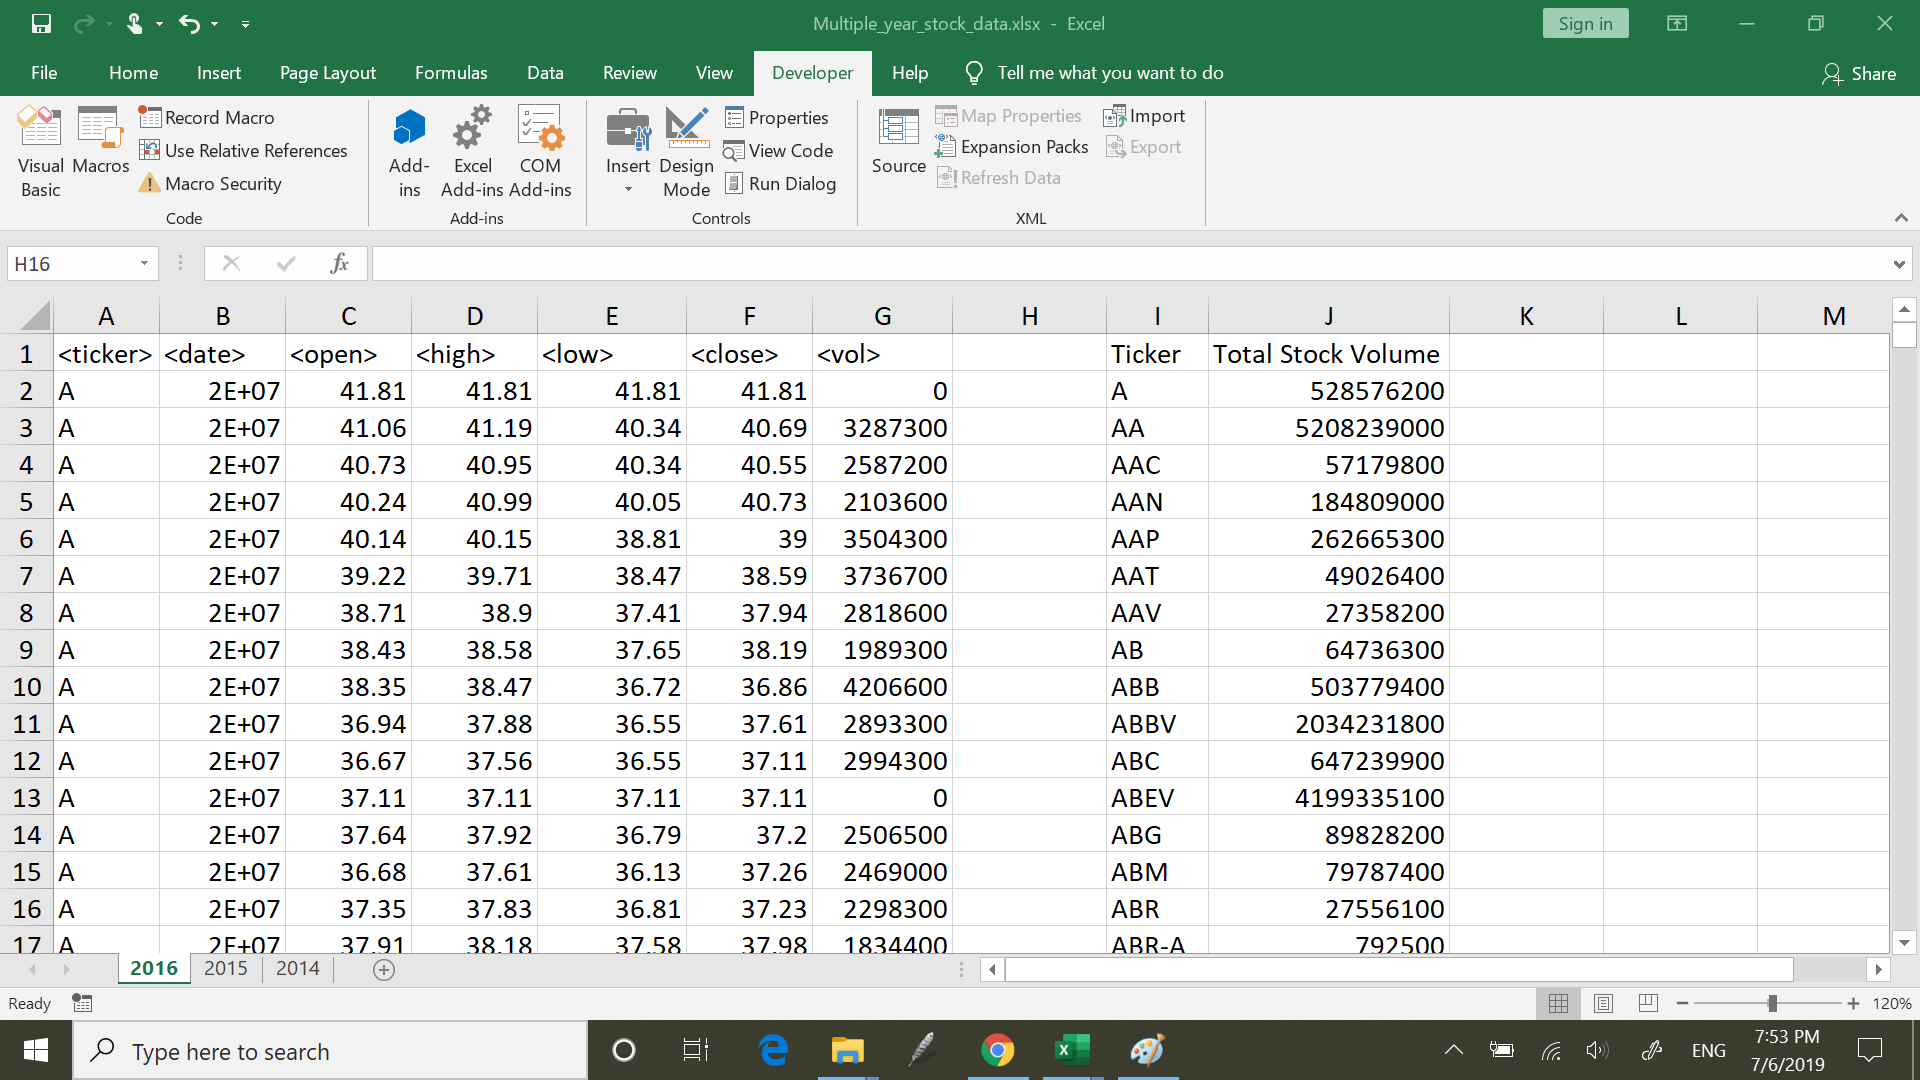 Multiple_year_stock_data.xlsx - Excel
Sign in
File Home Insert Page Layout Formulas Data Review View Developer Help Tell me what you want to do Share
Visual Basic
Macros
Record Macro
Use Relative References
Macro Security
Code
Add-ins
Excel Add-ins
COM Add-ins
Add-ins
Insert
Design Mode
Properties
View Code
Run Dialog
Controls
Source
Map Properties
Expansion Packs
Refresh Data
Import
Export
XML
H16
fx
A B C D E F G H I J K L M
1 <ticker> <date> <open> <high> <low> <close> <vol> Ticker Total Stock Volume
2 A 2E+07 41.81 41.81 41.81 41.81 0 A 528576200
3 A 2E+07 41.06 41.19 40.34 40.69 3287300 AA 5208239000
4 A 2E+07 40.73 40.95 40.34 40.55 2587200 AAC 57179800
5 A 2E+07 40.24 40.99 40.05 40.73 2103600 AAN 184809000
6 A 2E+07 40.14 40.15 38.81 39 3504300 AAP 262665300
7 A 2E+07 39.22 39.71 38.47 38.59 3736700 AAT 49026400
8 A 2E+07 38.71 38.9 37.41 37.94 2818600 AAV 27358200
9 A 2E+07 38.43 38.58 37.65 38.19 1989300 AB 64736300
10 A 2E+07 38.35 38.47 36.72 36.86 4206600 ABB 503779400
11 A 2E+07 36.94 37.88 36.55 37.61 2893300 ABBV 2034231800
12 A 2E+07 36.67 37.56 36.55 37.11 2994300 ABC 647239900
13 A 2E+07 37.11 37.11 37.11 37.11 0 ABEV 4199335100
14 A 2E+07 37.64 37.92 36.79 37.2 2506500 ABG 89828200
15 A 2E+07 36.68 37.61 36.13 37.26 2469000 ABM 79787400
16 A 2E+07 37.35 37.83 36.81 37.23 2298300 ABR 27556100
17 A 2E+07 37.91 38.18 37.58 37.98 1834400 ABR-A 792500
2016 2015 2014
Ready
120%
Type here to search
ENG
7:53 PM
7/6/2019